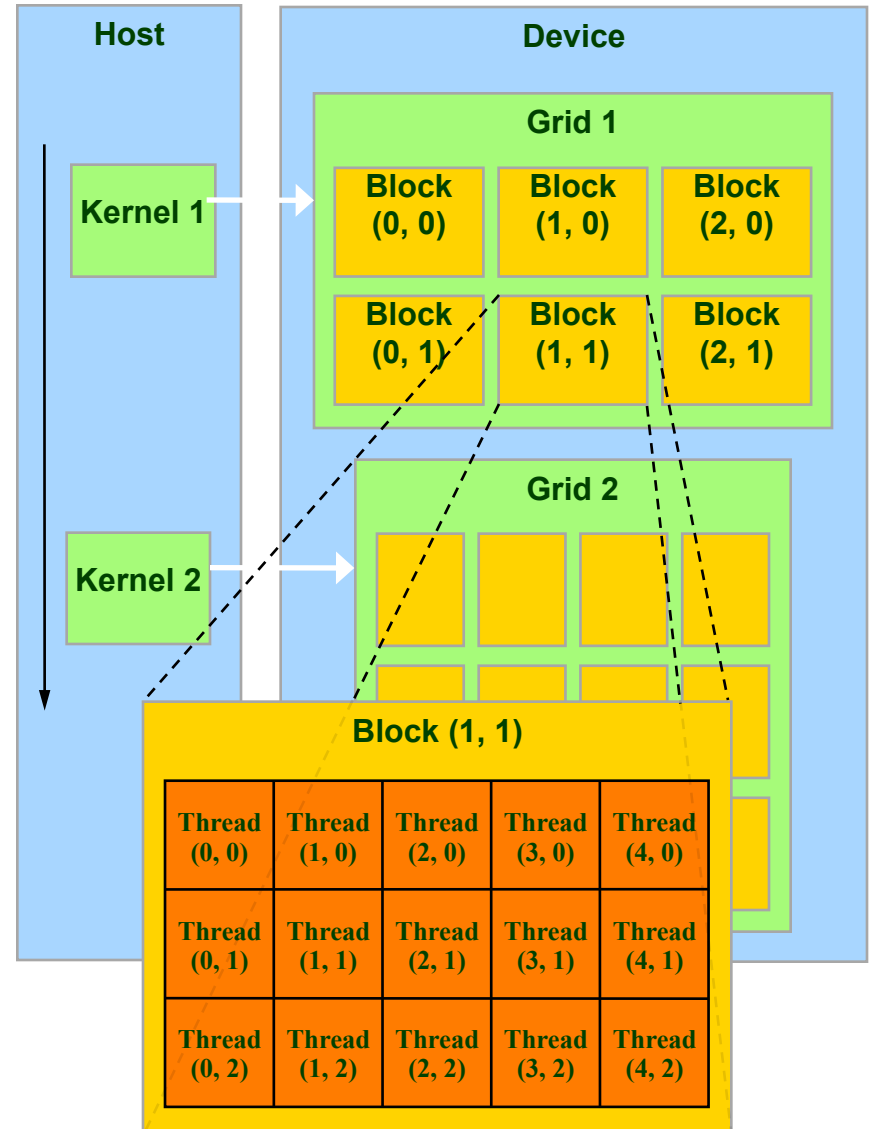 Host
Device
Grid 1
Kernel 1
Block
(0, 0)
Block
(1, 0)
Block
(2, 0)
Block
(0, 1)
Block
(1, 1)
Block
(2, 1)
Grid 2
Kernel 2
Block (1, 1)
Thread
(0, 0)
Thread
(1, 0)
Thread
(2, 0)
Thread
(3, 0)
Thread
(4, 0)
Thread
(0, 1)
Thread
(1, 1)
Thread
(2, 1)
Thread
(3, 1)
Thread
(4, 1)
Thread
(0, 2)
Thread
(1, 2)
Thread
(2, 2)
Thread
(3, 2)
Thread
(4, 2)